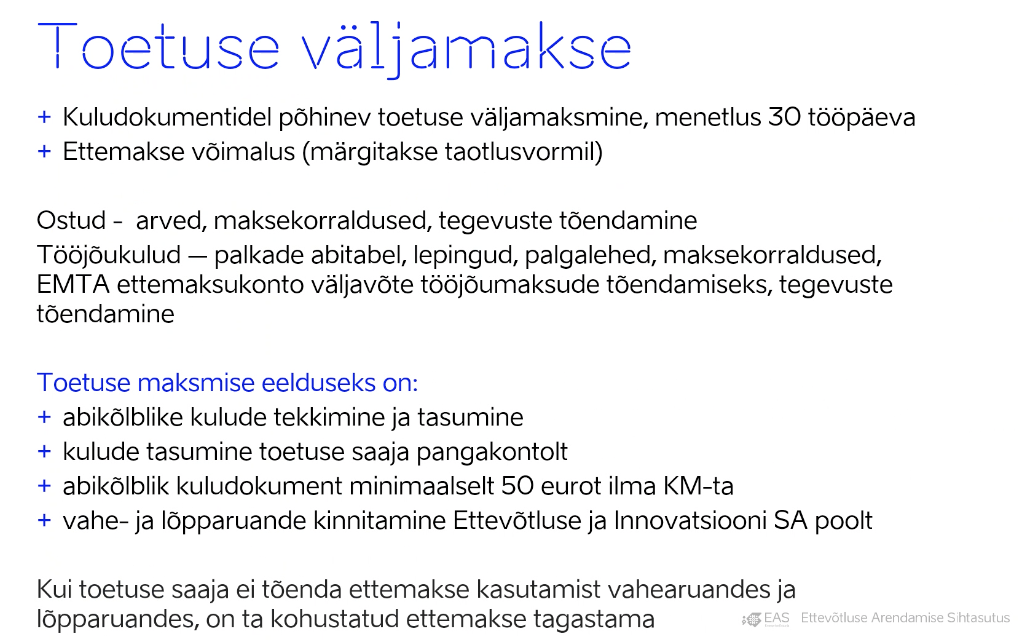 Toetuse väljamakse
+ Kuludokumentidel põhinev toetuse väljamaksmine, menetlus 30 tööpäeva
+ Ettemakse võimalus (märgitakse taotlusvormil)
Ostud - arved, maksekorraldused, tegevuste tõendamine
Tööjõukulud – palkade abitabel, lepingud, palgalehed, maksekorraldused,
EMTA ettemaksukonto väljavõte tööjõumaksude tõendamiseks, tegevuste
tõendamine
Toetuse maksmise eelduseks on:
+ abikõlblike kulude tekkimine ja tasumine
+ kulude tasumine toetuse saaja pangakontolt
+ abikõlblik kuludokument minimaalselt 50 eurot ilma KM-ta
+ vahe- ja lõpparuande kinnitamine Ettevõtluse ja Innovatsiooni SA poolt
Kui toetuse saaja ei tõenda ettemakse kasutamist vahearuandes ja
lõpparuandes, on ta kohustatud ettemakse tagastama
EAS Ettevõtluse Arendamise Sihtasutus